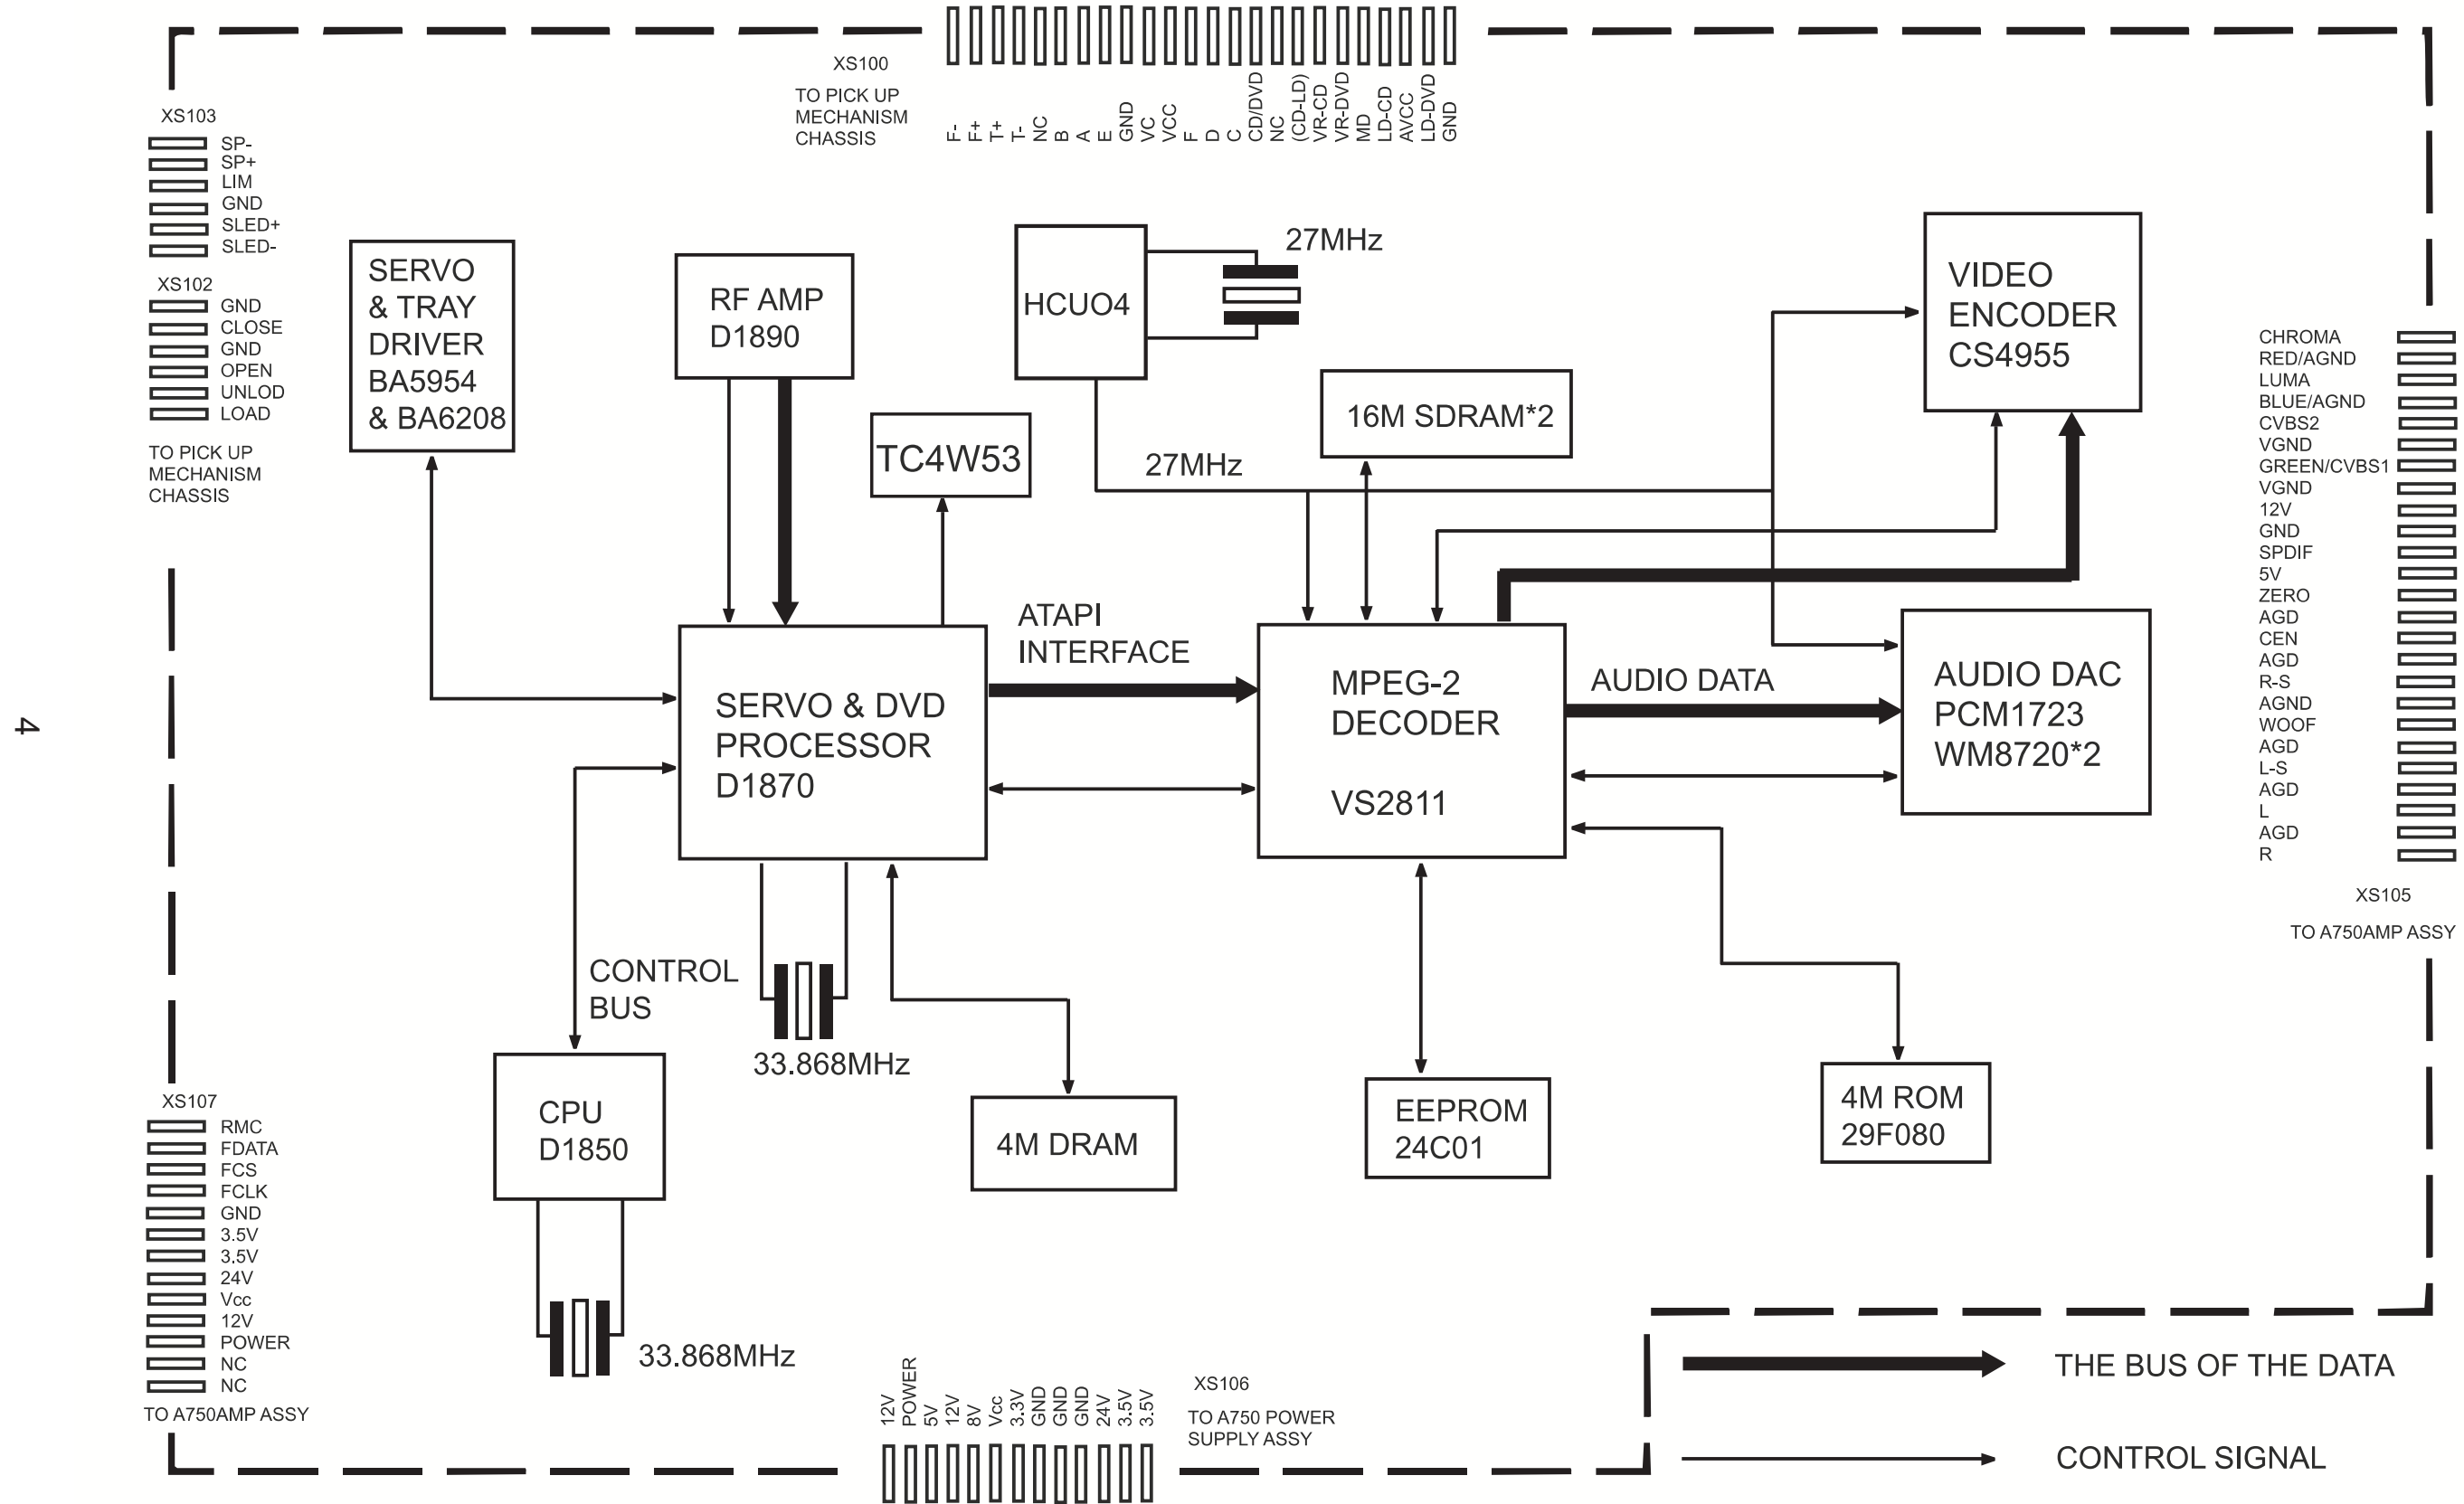 XS100
TO PICK UP
MECHANISM
CHASSIS
F-
F+
T+
T-
NC
B
A
E
GND
VC
VCC
F
D
C
CD/DVD
NC
(CD-LD)
VR-CD
VR-DVD
MD
LD-CD
AVCC
LD-DVD
GND
XS103
SP-
SP+
LIM
GND
SLED+
SLED-
XS102
GND
CLOSE
GND
OPEN
UNLOD
LOAD
TO PICK UP
MECHANISM
CHASSIS
SERVO
& TRAY
DRIVER
BA5954
& BA6208
RF AMP
D1890
TC4W53
HCUO4
27MHz
27MHz
16M SDRAM*2
VIDEO
ENCODER
CS4955
CHROMA
RED/AGND
LUMA
BLUE/AGND
CVBS2
VGND
GREEN/CVBS1
VGND
12V
GND
SPDIF
5V
ZERO
AGD
CEN
AGD
R-S
AGND
WOOF
AGD
L-S
AGD
L
AGD
R
XS105
TO A750AMP ASSY
4
SERVO & DVD
PROCESSOR
D1870
ATAPI
INTERFACE
MPEG-2
DECODER
VS2811
AUDIO DATA
AUDIO DAC
PCM1723
WM8720*2
CONTROL
BUS
33.868MHz
CPU
D1850
33.868MHz
4M DRAM
EEPROM
24C01
4M ROM
29F080
XS107
RMC
FDATA
FCS
FCLK
GND
3.5V
3.5V
24V
Vcc
12V
POWER
NC
NC
TO A750AMP ASSY
12V
POWER
5V
12V
8V
Vcc
3.3V
GND
GND
GND
24V
3.5V
3.5V
XS106
TO A750 POWER
SUPPLY ASSY
THE BUS OF THE DATA
CONTROL SIGNAL